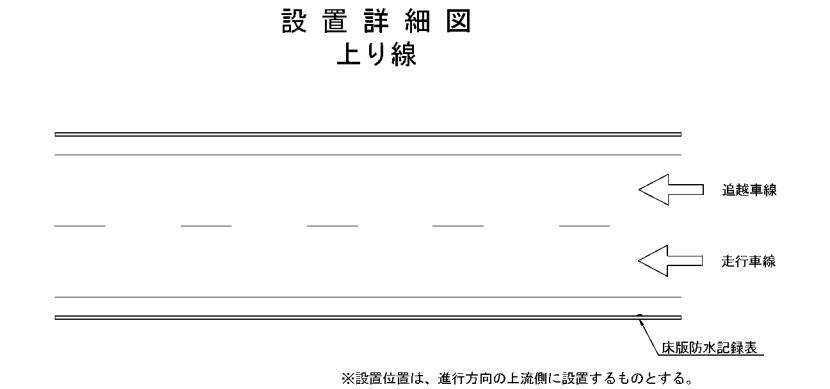 設置詳細図
上り線
追越車線
走行車線
床版防水記録表
※設置位置は、進行方向の上流側に設置するものとする。